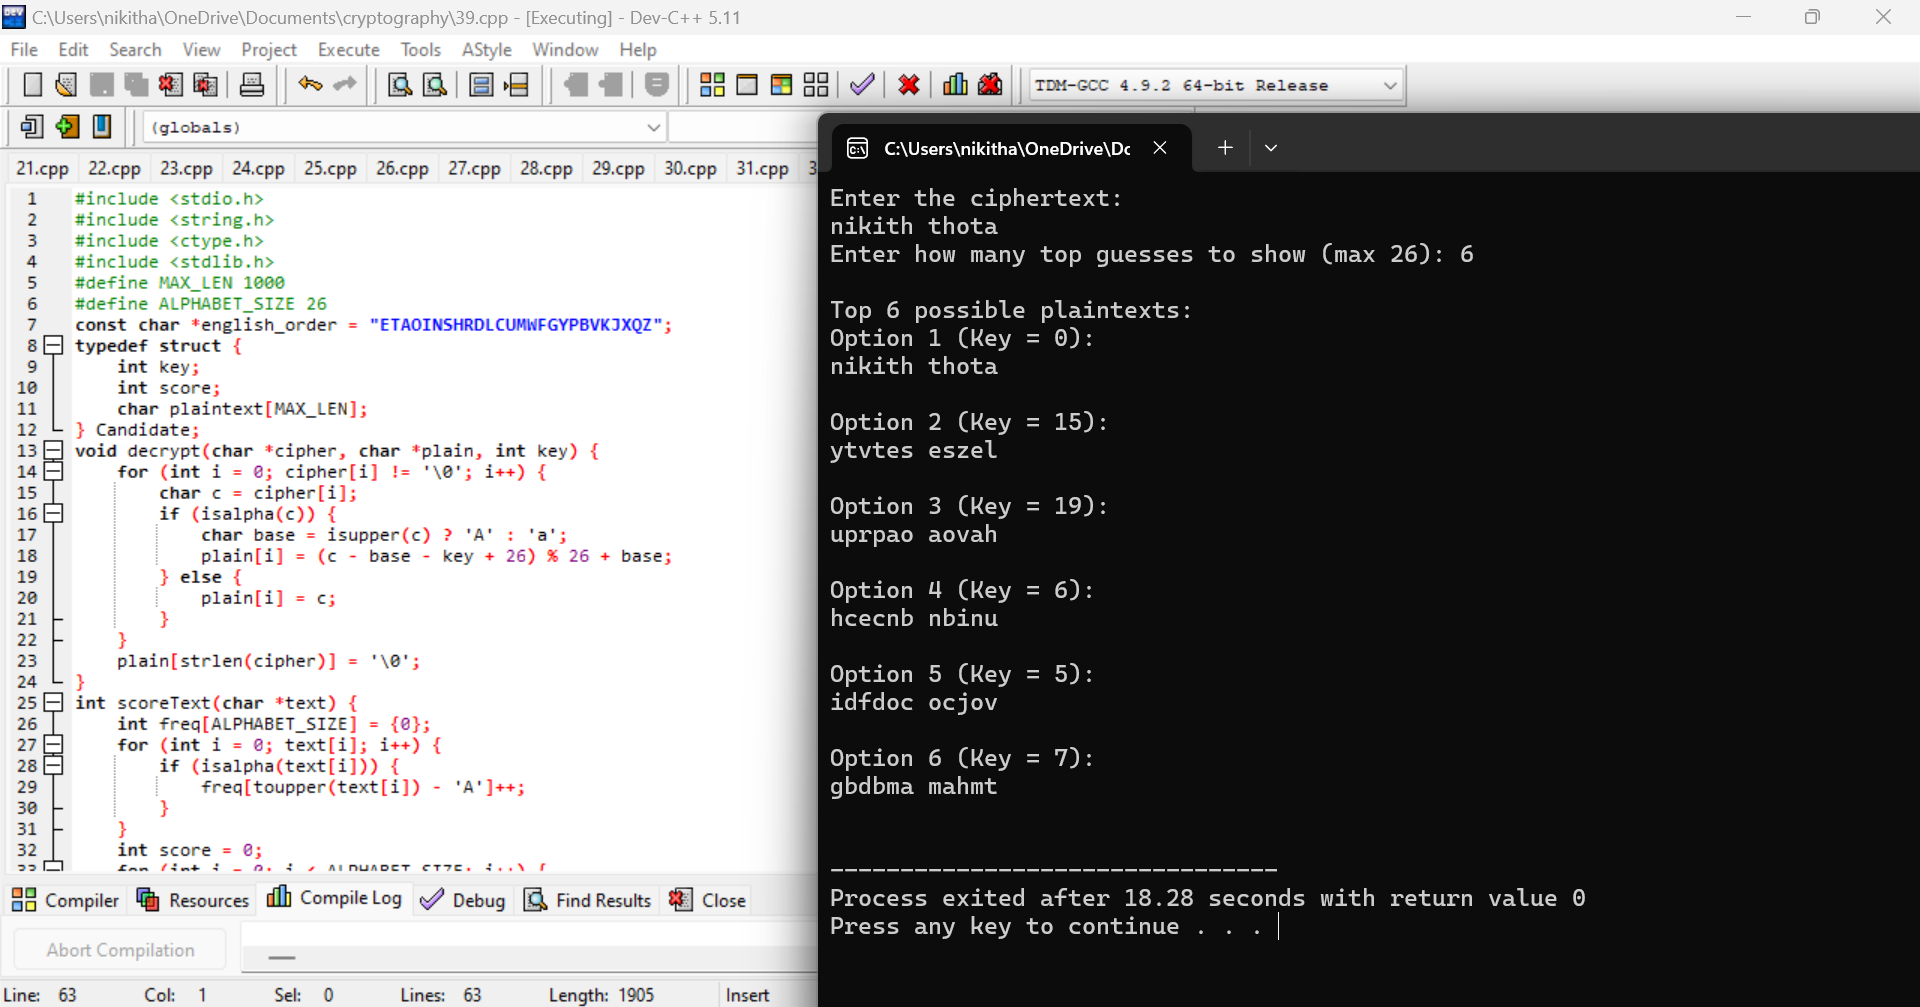 C:\Users\nikitha\OneDrive\Documents\cryptography\39.cpp - [Executing] - Dev-C++ 5.11
File Edit Search View Project Execute Tools AStyle Window Help
TDM-GCC 4.9.2 64-bit Release
(globals)
21.cpp 22.cpp 23.cpp 24.cpp 25.cpp 26.cpp 27.cpp 28.cpp 29.cpp 30.cpp 31.cpp 3
1 #include <stdio.h>
2 #include <string.h>
3 #include <ctype.h>
4 #include <stdlib.h>
5 #define MAX_LEN 1000
6 #define ALPHABET_SIZE 26
7 const char *english_order = "ETAOINSHRDLCUMWFGYPBVKJXQZ";
8 typedef struct {
9 int key;
10 int score;
11 char plaintext[MAX_LEN];
12 } Candidate;
13 void decrypt(char *cipher, char *plain, int key) {
14 for (int i = 0; cipher[i] != '\0'; i++) {
15 char c = cipher[i];
16 if (isalpha(c)) {
17 char base = isupper(c) ? 'A' : 'a';
18 plain[i] = (c - base - key + 26) % 26 + base;
19 } else {
20 plain[i] = c;
21 }
22 }
23 plain[strlen(cipher)] = '\0';
24 }
25 int scoreText(char *text) {
26 int freq[ALPHABET_SIZE] = {0};
27 for (int i = 0; text[i]; i++) {
28 if (isalpha(text[i])) {
29 freq[toupper(text[i]) - 'A']++;
30 }
31 }
32 int score = 0;
33 for (int i = 0; i < ALPHABET_SIZE; i++) {
Compiler Resources Compile Log Debug Find Results Close
Abort Compilation
Line: 63 Col: 1 Sel: 0 Lines: 63 Length: 1905 Insert
C:\Users\nikitha\OneDrive\Dc
Enter the ciphertext:
nikith thota
Enter how many top guesses to show (max 26): 6
Top 6 possible plaintexts:
Option 1 (Key = 0):
nikith thota
Option 2 (Key = 15):
ytvtes eszel
Option 3 (Key = 19):
uprpao aovah
Option 4 (Key = 6):
hcecnb nbinu
Option 5 (Key = 5):
idfdoc ocjov
Option 6 (Key = 7):
gbdbma mahmt
--------------------------------
Process exited after 18.28 seconds with return value 0
Press any key to continue . . .